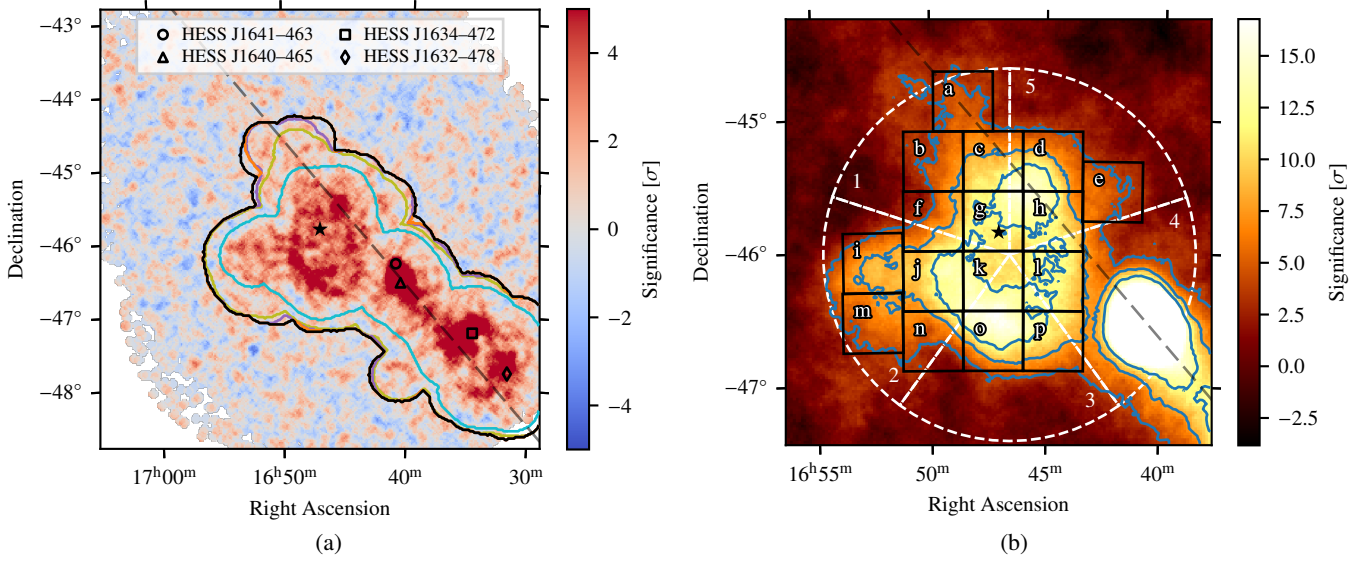 HESS J1641–463
HESS J1634–472
HESS J1640–465
HESS J1632–478
−43°
−44°
−45°
−46°
−47°
−48°
Declination
17ʰ00ᵐ
16ʰ50ᵐ
40ᵐ
30ᵐ
Right Ascension
4
2
0
−2
−4
Significance [σ]
(a)
−45°
−46°
−47°
Declination
a
5
b
c
d
e
1
f
g
h
4
i
j
k
l
m
n
o
p
2
3
16ʰ55ᵐ
50ᵐ
45ᵐ
40ᵐ
Right Ascension
15.0
12.5
10.0
7.5
5.0
2.5
0.0
−2.5
Significance [σ]
(b)